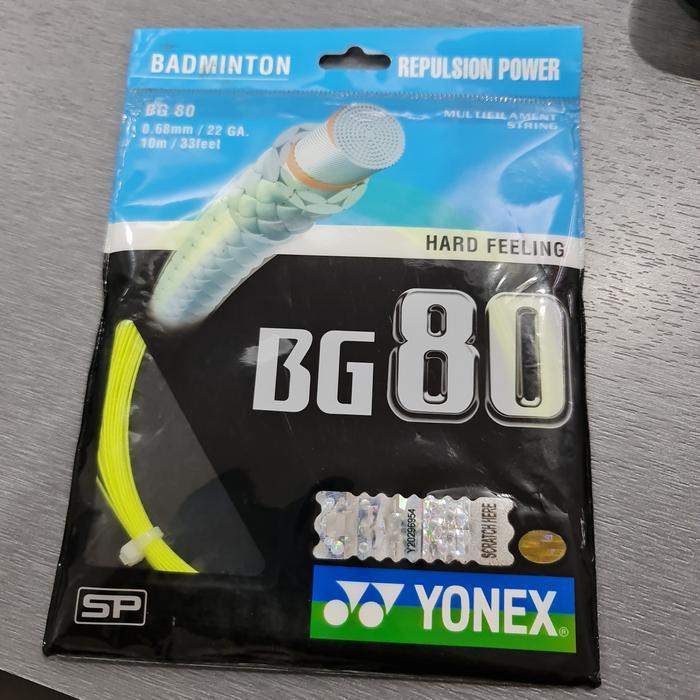 BADMINTON
REPULSION POWER
BG 80
0.68mm / 22 GA.
10m / 33feet
MULTIFILAMENT
STRING
HARD FEELING
BG80
Y20296954
SCRATCH HERE
SP
YONEX®